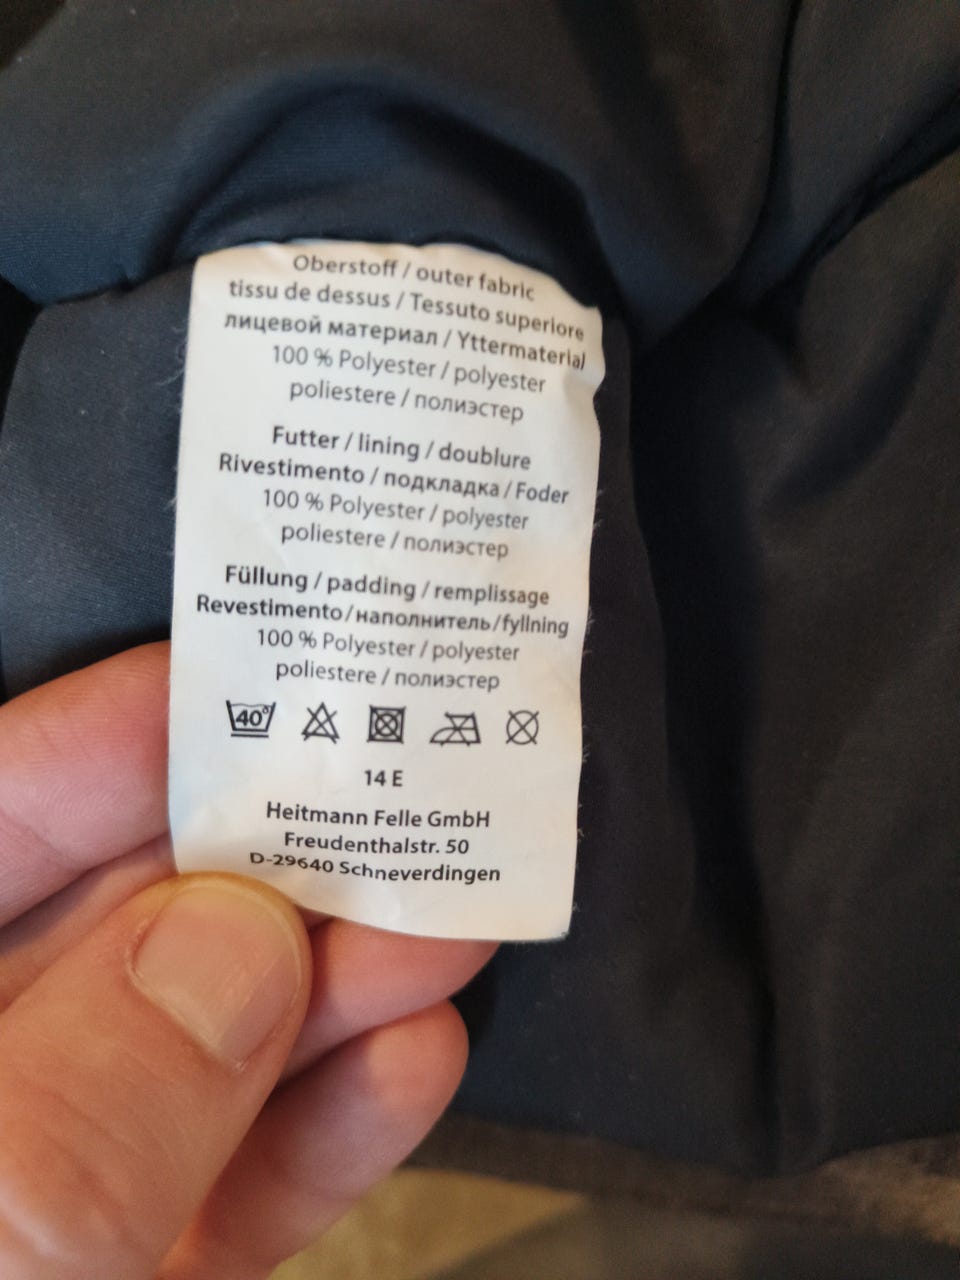 Oberstoff / outer fabric
tissu de dessus / Tessuto superiore
лицевой материал / Yttermaterial
100 % Polyester / polyester
poliestere / полиэстер
Futter / lining / doublure
Rivestimento / подкладка / Foder
100 % Polyester / polyester
poliestere / полиэстер
Füllung / padding / remplissage
Revestimento/наполнитель/fyllning
100 % Polyester / polyester
poliestere / полиэстер
40°
14 E
Heitmann Felle GmbH
Freudenthalstr. 50
D-29640 Schneverdingen